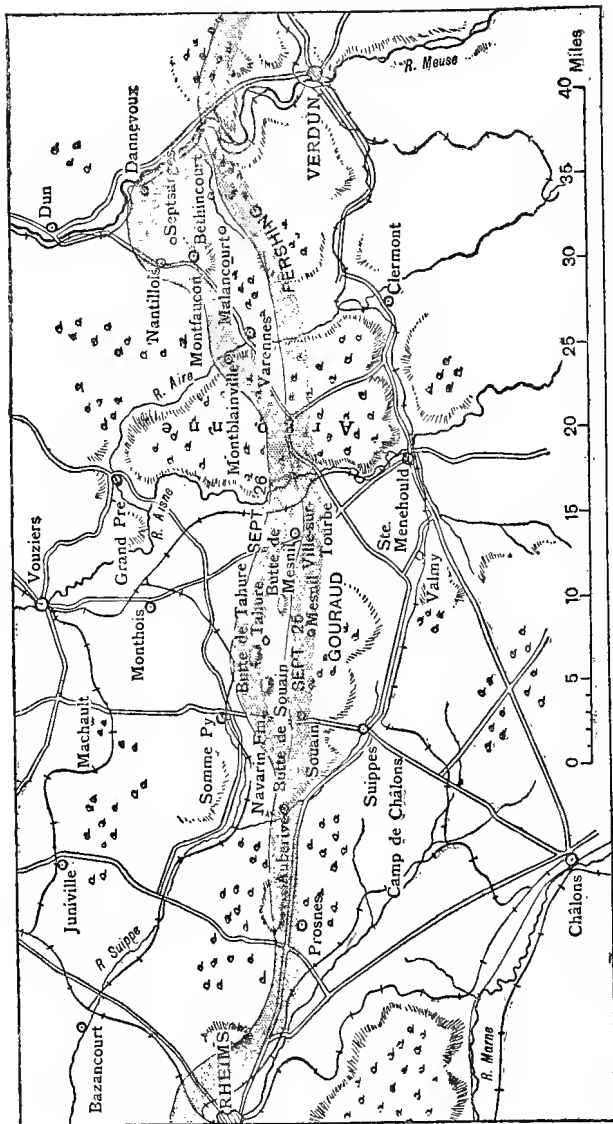 Bazancourt
Juniville
Machault
Vouziers
Dun
R. Suippe
Monthois
Grand Pre
R. Aisne
R. Aire
Nantillois
Dannevoux
Septsarges
Somme Py
Butte de Tahure
Tahure
SEPT 26
Montblainville
Montfaucon
Bethincourt
Malancourt
Navarin Fm
Butte de
Mesnil
Varennes
RHEIMS
Auberive
Butte de Souain
SEPT 25
Souain
Mesnil
Ville sur
Tourbe
PERSHING
VERDUN
Prosnes
GOURAUD
A
Suippes
Ste.
Menehould
Clermont
R. Meuse
Camp de Châlons
Valmy
R. Marne
Châlons
0 5 10 15 20 25 30 35 40
Miles